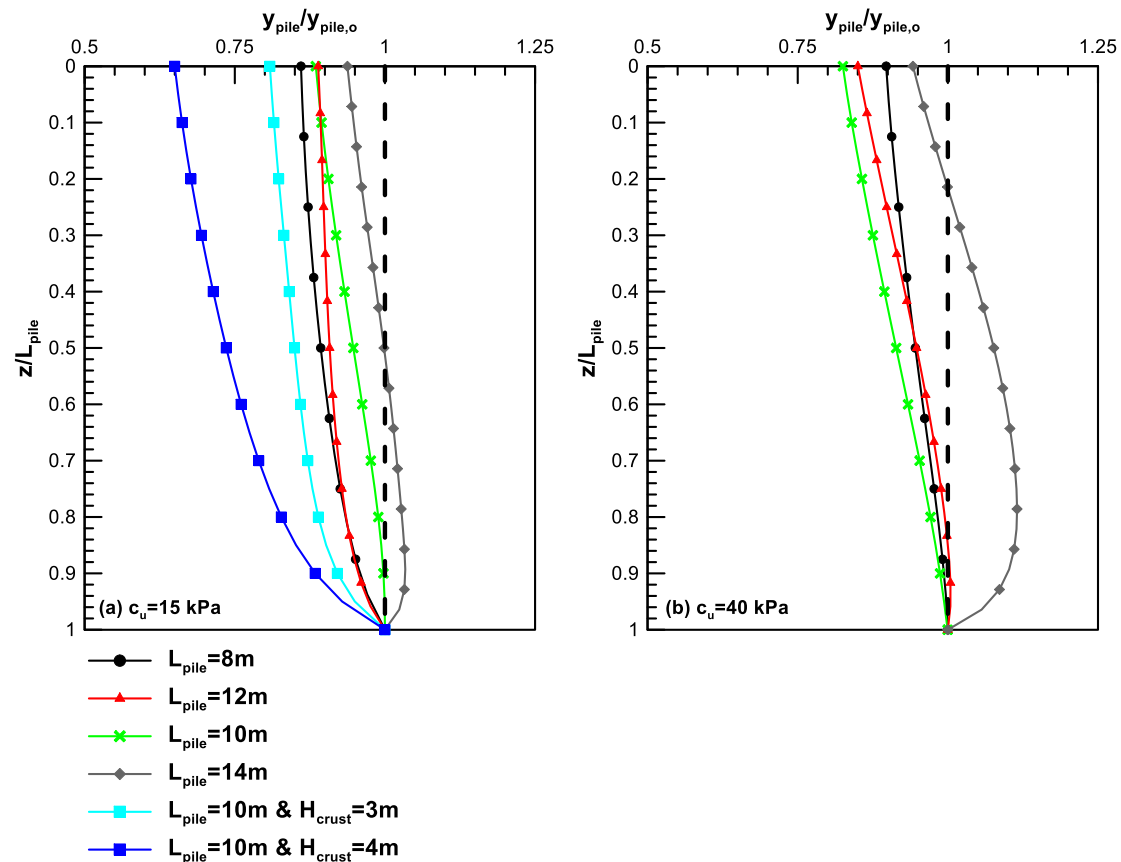 y_pile/y_pile,o
0.5 0.75 1 1.25
0
0.1
0.2
0.3
0.4
0.5
0.6
0.7
0.8
0.9
1
z/L_pile
(a) c_u=15 kPa
y_pile/y_pile,o
0.5 0.75 1 1.25
0
0.1
0.2
0.3
0.4
0.5
0.6
0.7
0.8
0.9
1
z/L_pile
(b) c_u=40 kPa
L_pile=8m
L_pile=12m
L_pile=10m
L_pile=14m
L_pile=10m & H_crust=3m
L_pile=10m & H_crust=4m